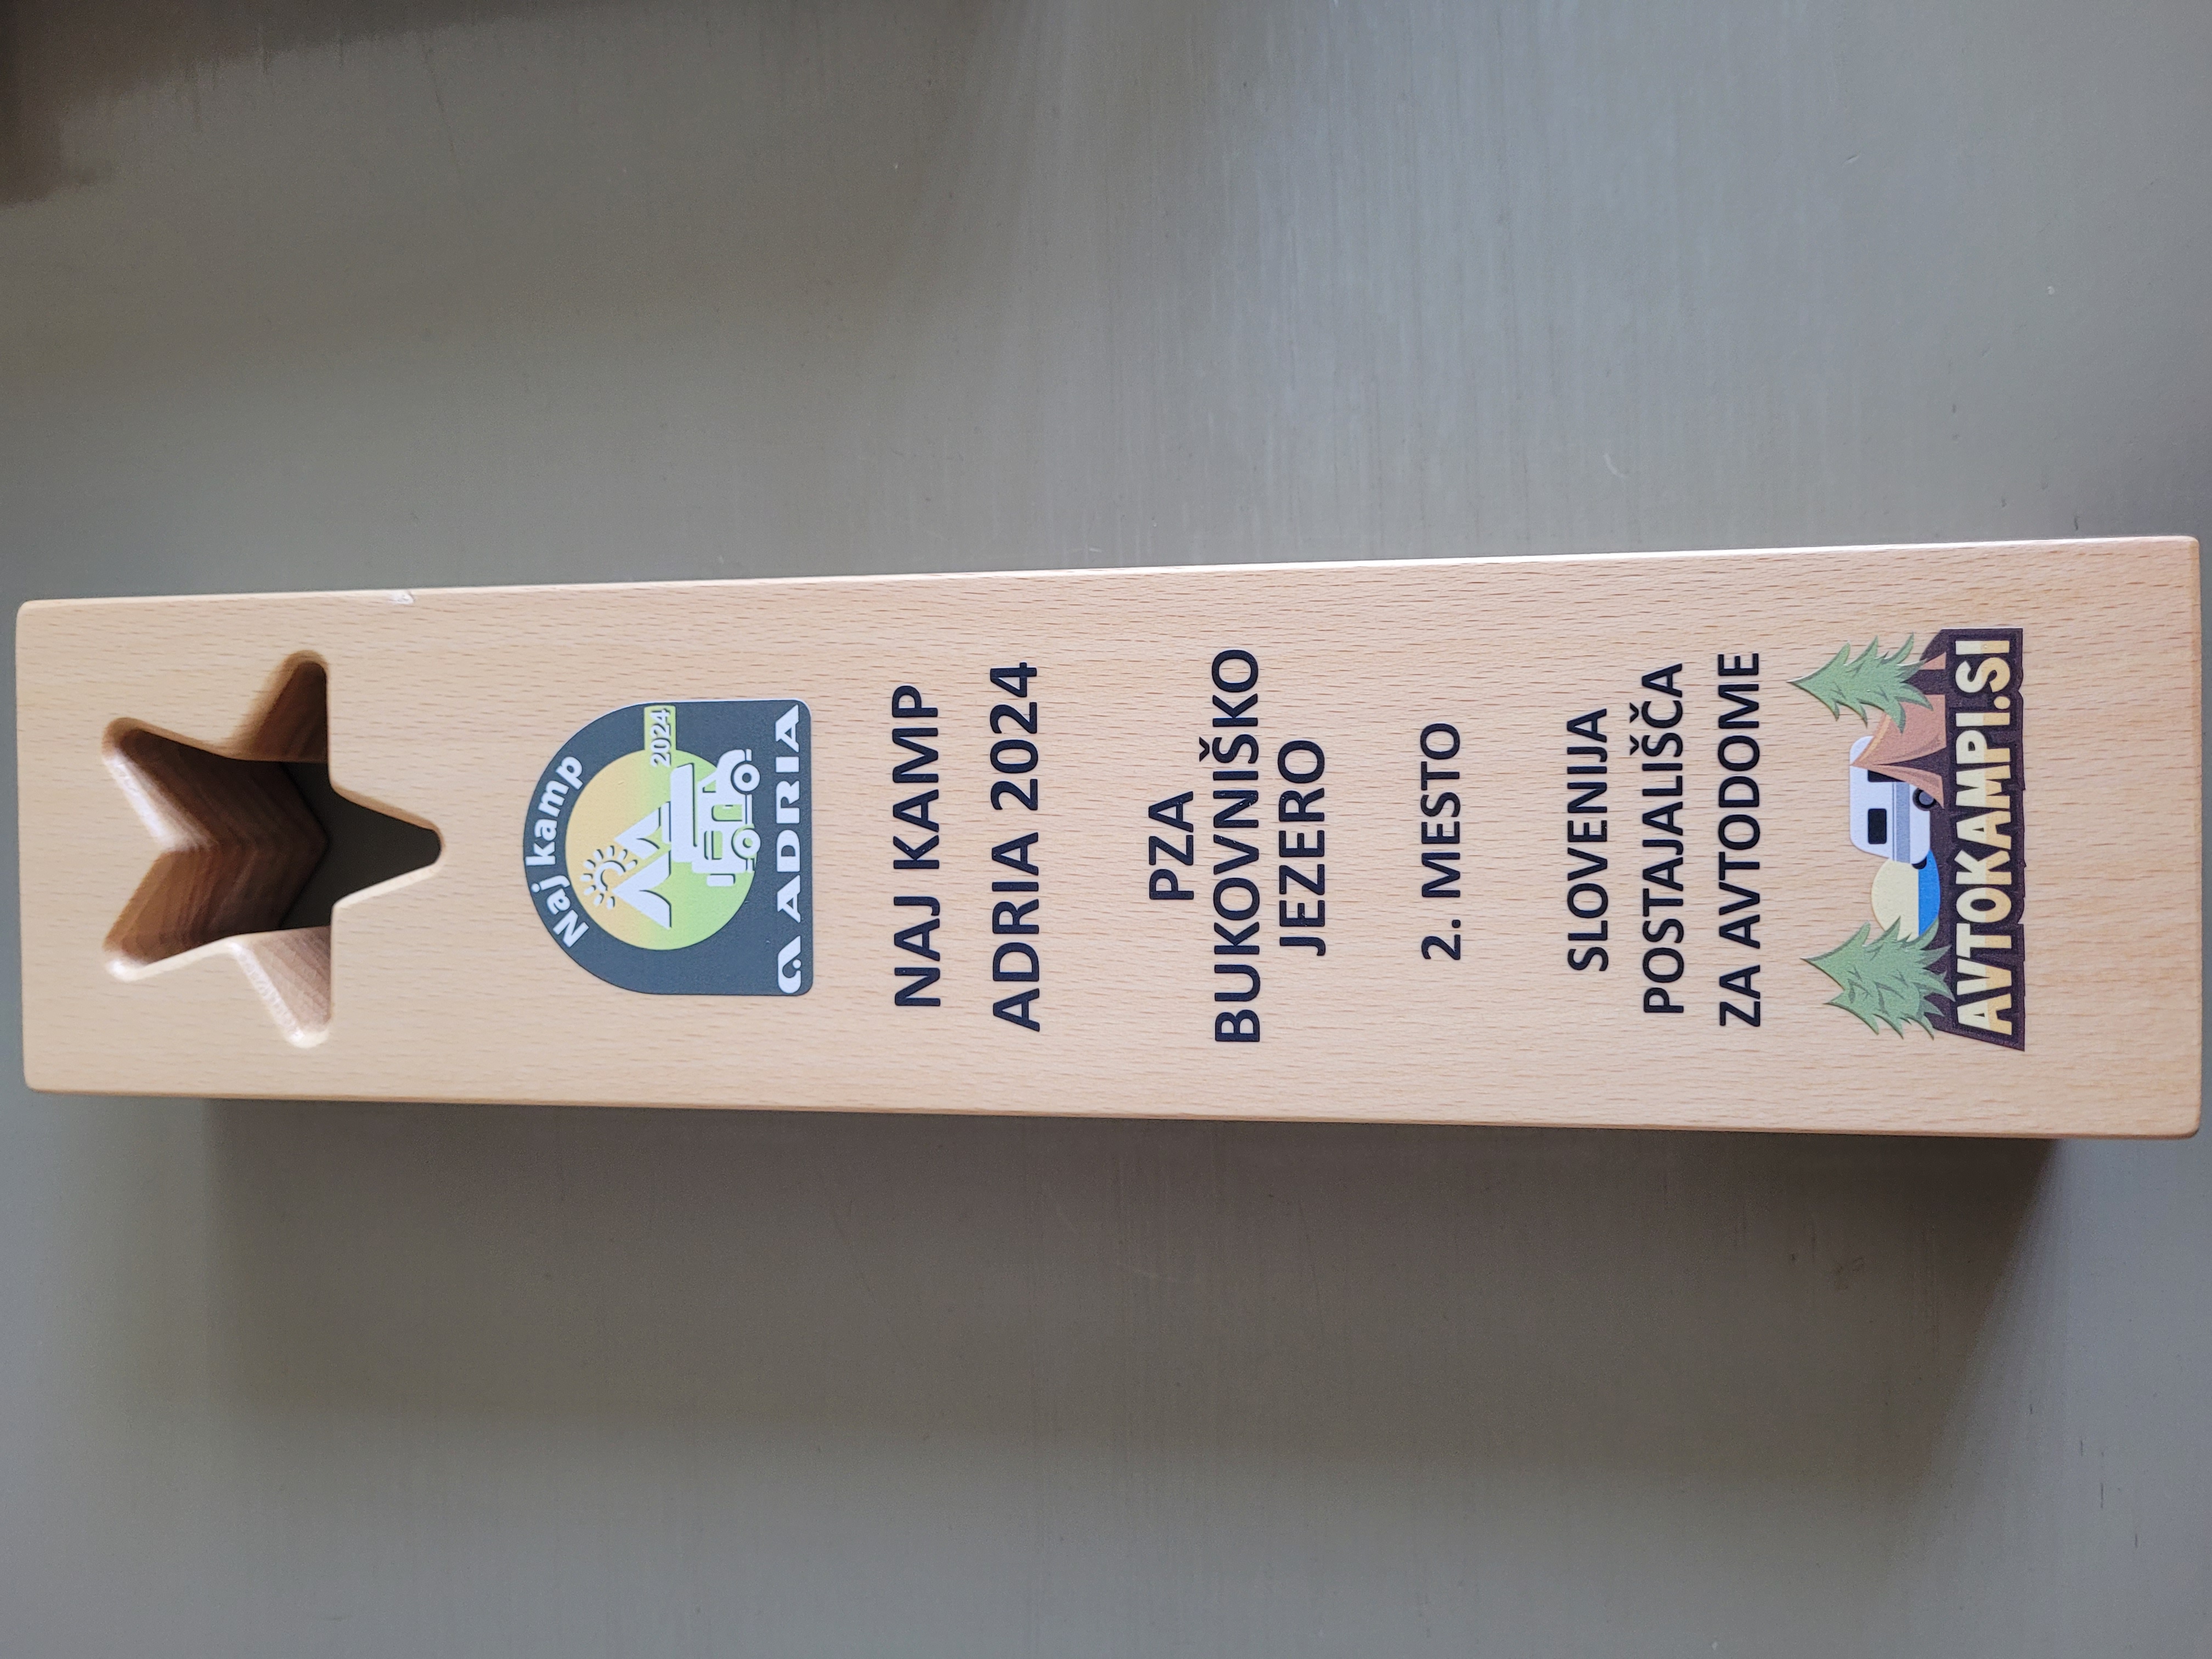 Naj kamp
2024
ADRIA
NAJ KAMP
ADRIA 2024
PZA
BUKOVNIŠKO
JEZERO
2. MESTO
SLOVENIJA
POSTAJALIŠČA
ZA AVTODOME
AVTOKAMPI.SI